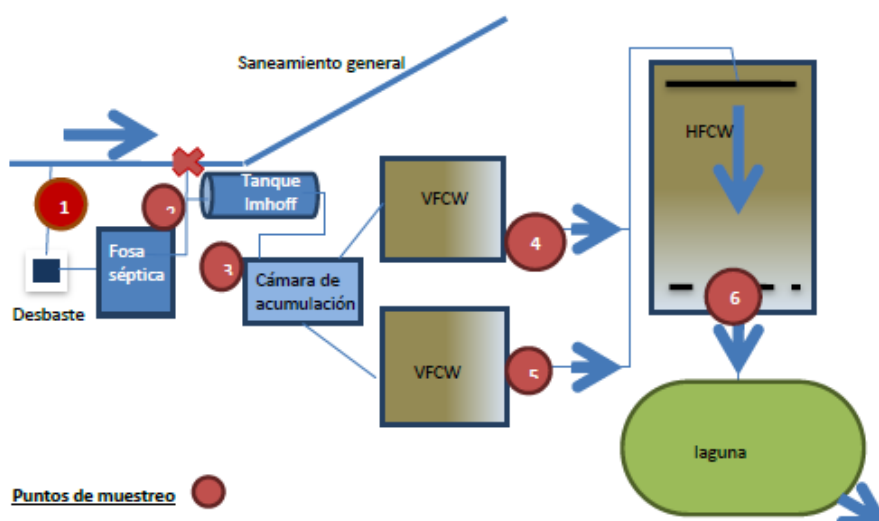 Saneamiento general
1
2
Tanque
Imhoff
Fosa
séptica
Desbaste
3
Cámara de
acumulación
VFCW
4
VFCW
5
HFCW
6
laguna
Puntos de muestreo